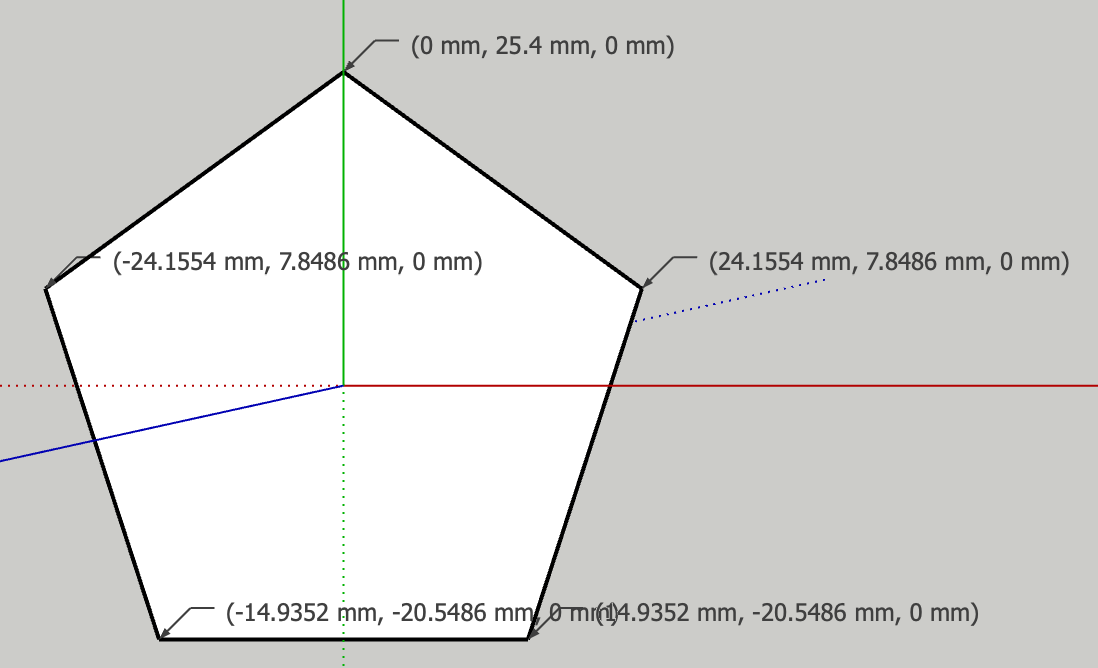 (0 mm, 25.4 mm, 0 mm)
(-24.1554 mm, 7.8486 mm, 0 mm)
(24.1554 mm, 7.8486 mm, 0 mm)
(-14.9352 mm, -20.5486 mm, 0 mm)
(14.9352 mm, -20.5486 mm, 0 mm)